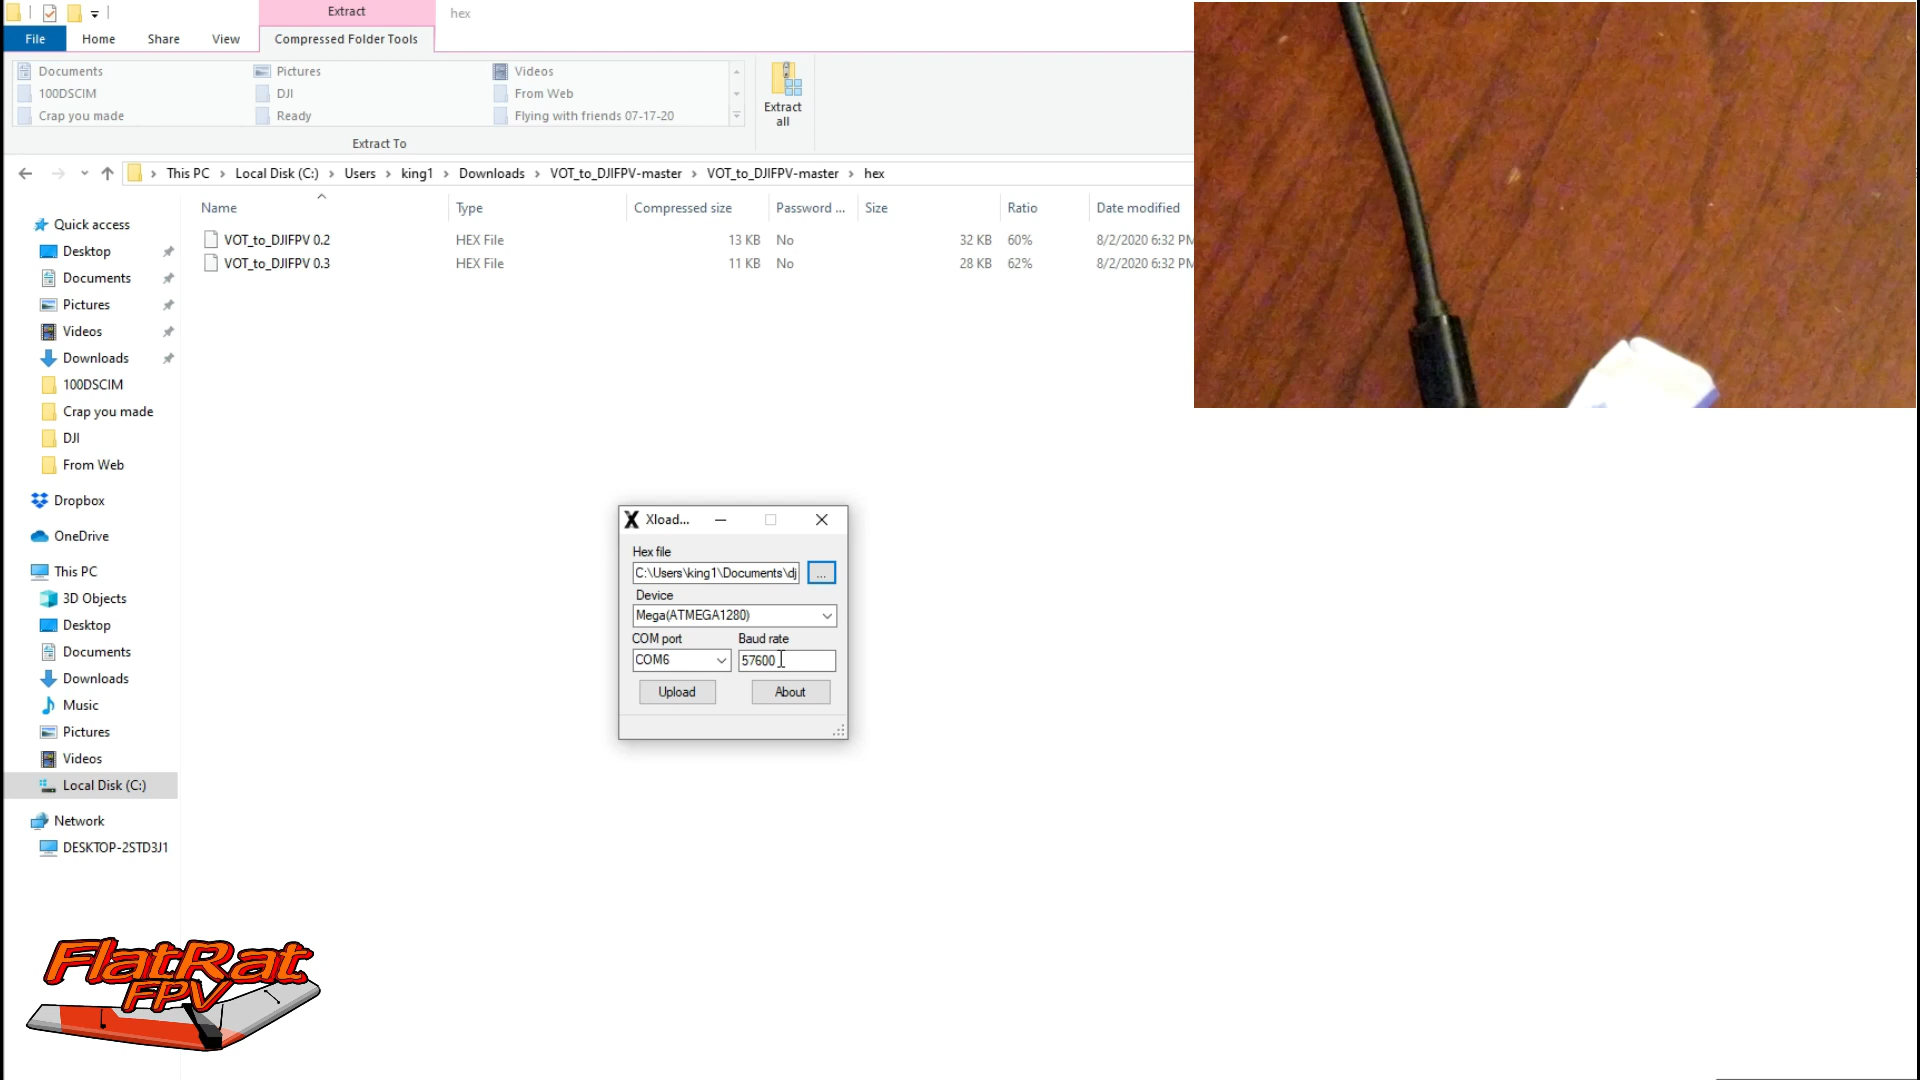 Extract
hex
File
Home
Share
View
Compressed Folder Tools
Documents
Pictures
Videos
100DSCIM
DJI
From Web
Crap you made
Ready
Flying with friends 07-17-20
Extract all
Extract To
This PC > Local Disk (C:) > Users > king1 > Downloads > VOT_to_DJIFPV-master > VOT_to_DJIFPV-master > hex
Name Type Compressed size Password ... Size Ratio Date modified
VOT_to_DJIFPV 0.2 HEX File 13 KB No 32 KB 60% 8/2/2020 6:32 PM
VOT_to_DJIFPV 0.3 HEX File 11 KB No 28 KB 62% 8/2/2020 6:32 PM
Quick access
Desktop
Documents
Pictures
Videos
Downloads
100DSCIM
Crap you made
DJI
From Web
Dropbox
OneDrive
This PC
3D Objects
Desktop
Documents
Downloads
Music
Pictures
Videos
Local Disk (C:)
Network
DESKTOP-2STD3J1
X Xload...
Hex file
C:\Users\king1\Documents\dj
...
Device
Mega(ATMEGA1280)
COM port
Baud rate
COM6
57600
Upload
About
FlatRat
FPV